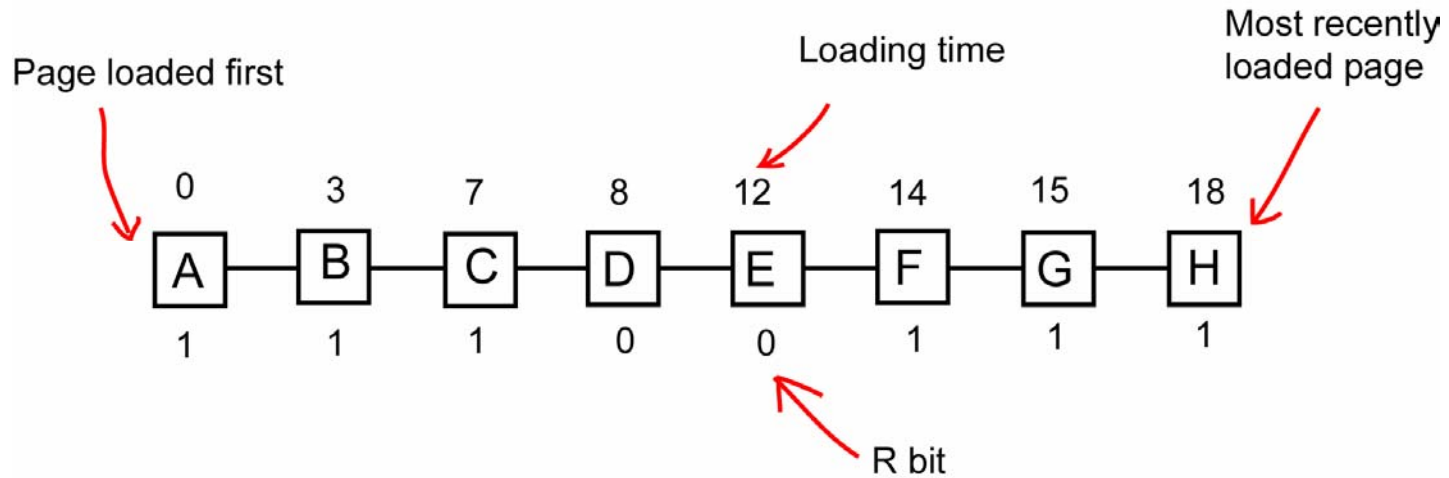 Most recently
loaded page
Loading time
Page loaded first
0 3 7 8 12 14 15 18
A B C D E F G H
1 1 1 0 0 1 1 1
R bit